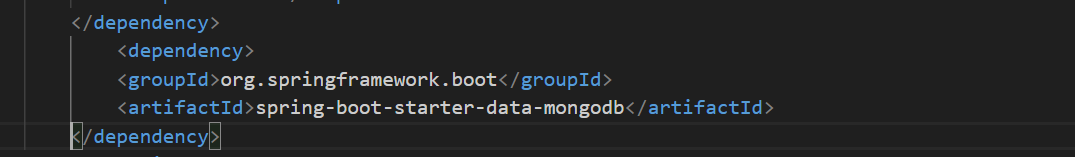 </dependency>
<dependency>
<groupId>org.springframework.boot</groupId>
<artifactId>spring-boot-starter-data-mongodb</artifactId>
</dependency>